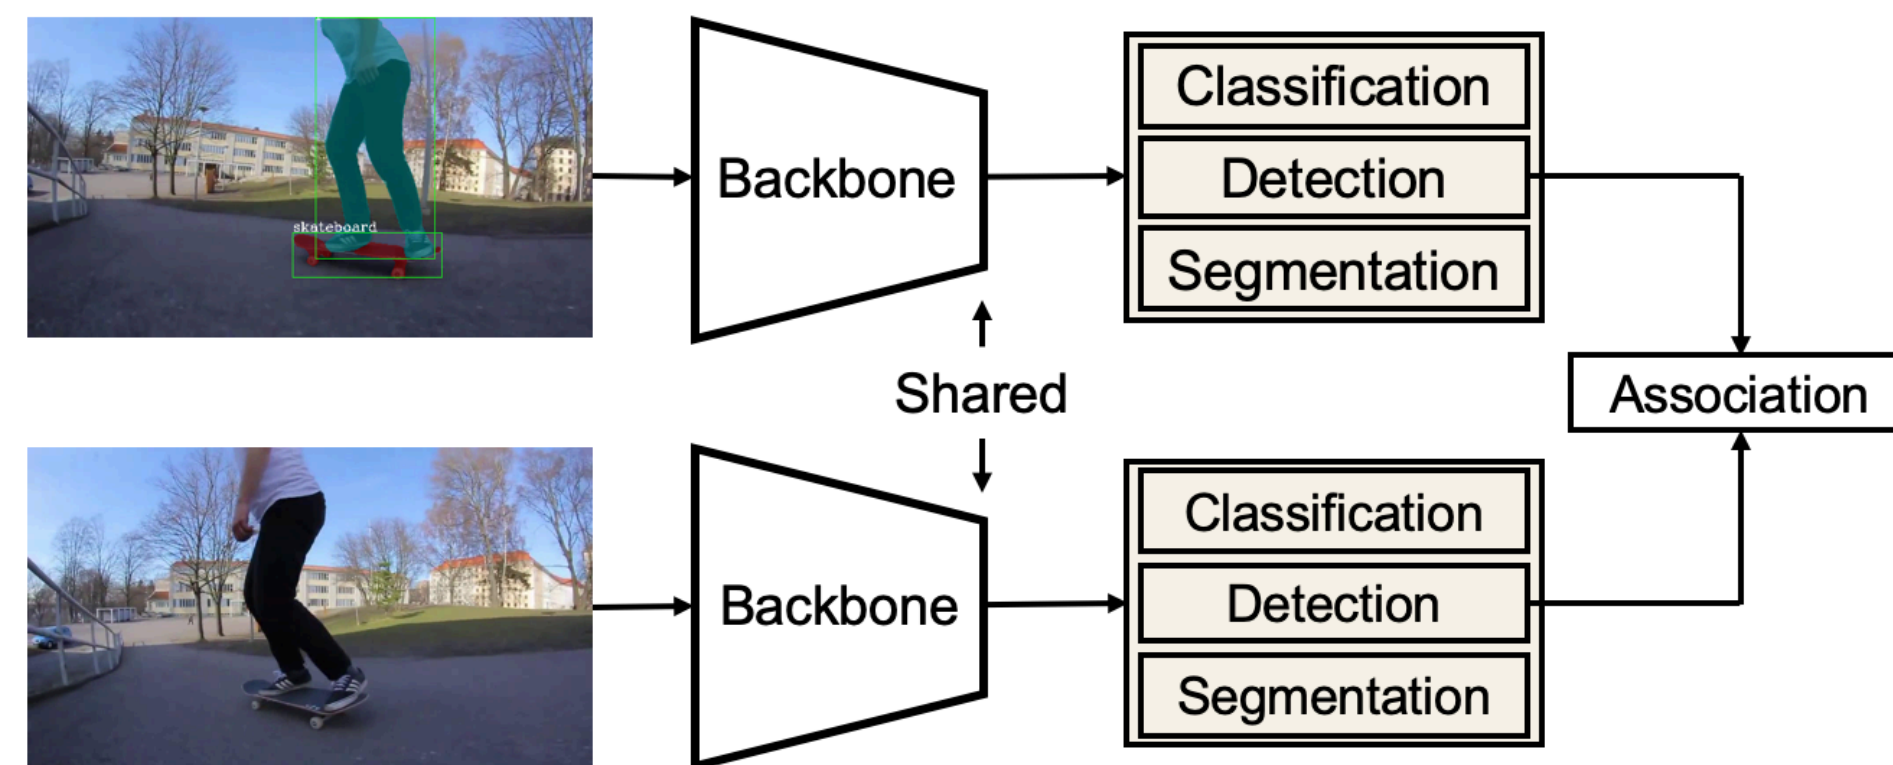 skateboard
Backbone
Classification
Detection
Segmentation
Shared
Association
Backbone
Classification
Detection
Segmentation